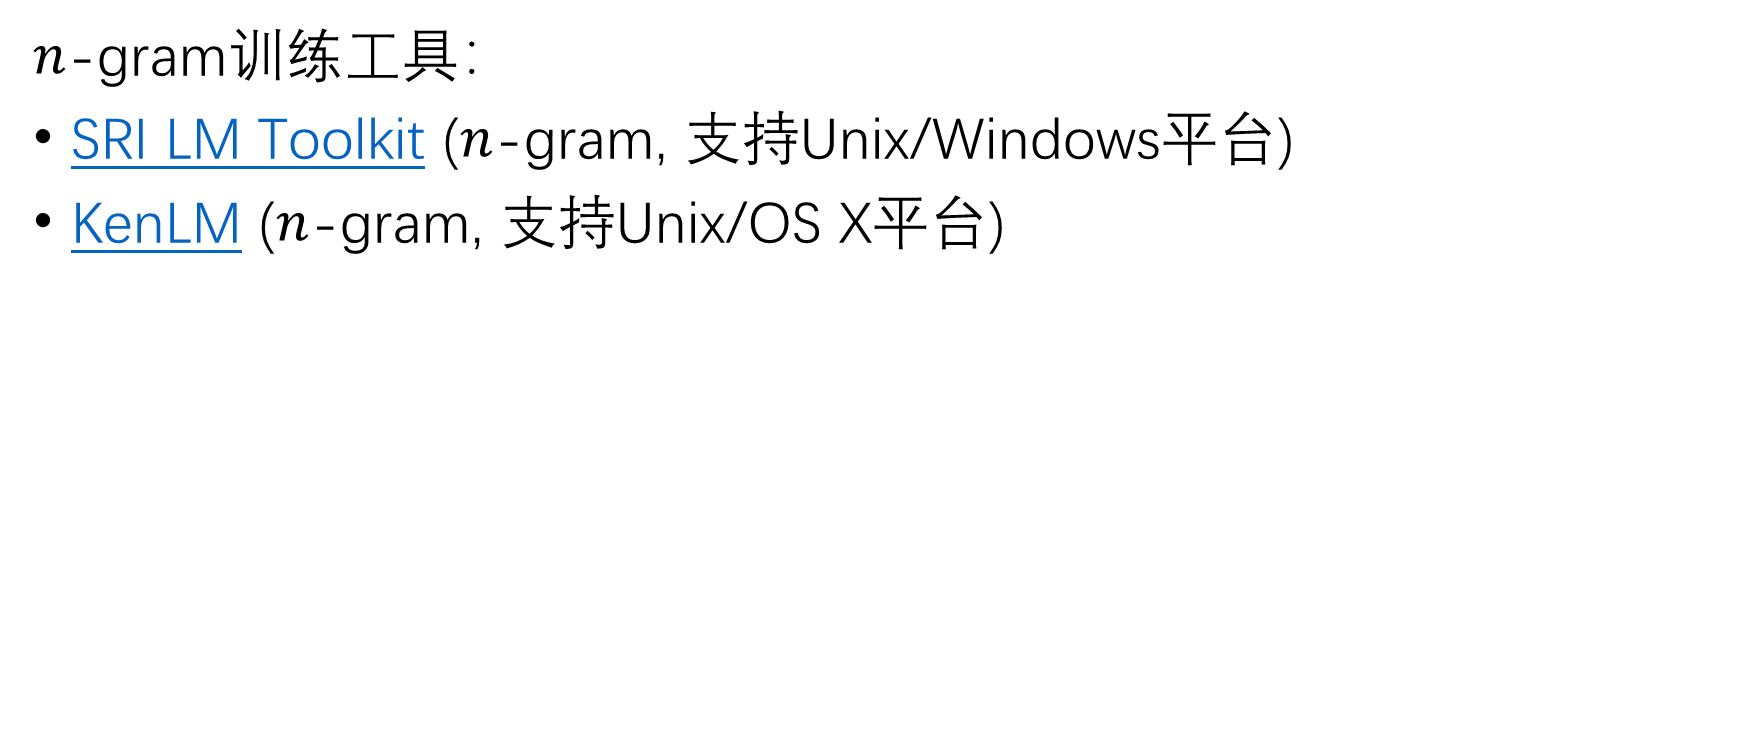 n-gram训练工具：
• SRI LM Toolkit (n-gram, 支持Unix/Windows平台)
• KenLM (n-gram, 支持Unix/OS X平台)